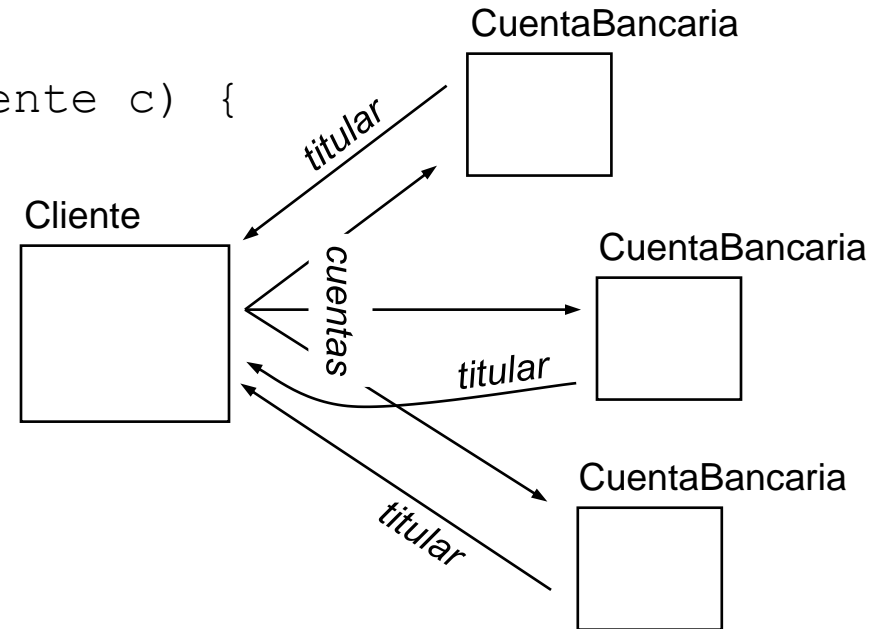 CuentaBancaria
ente c) {
titular
Cliente
cuentas
CuentaBancaria
titular
CuentaBancaria
titular